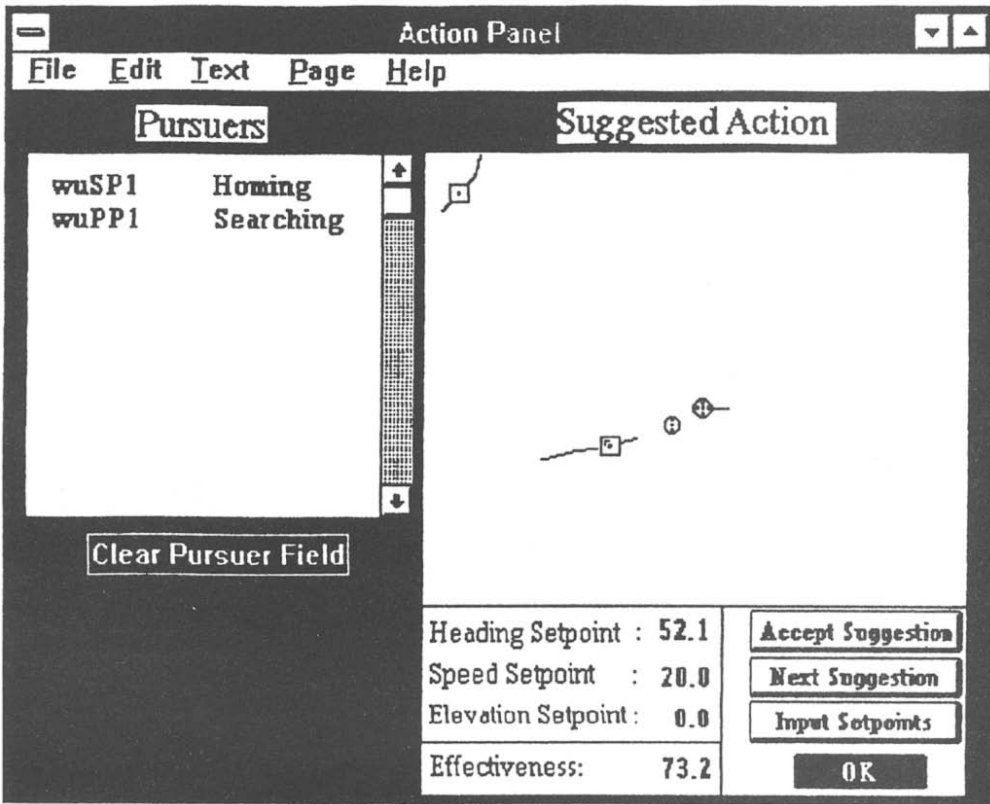 Action Panel
File Edit Text Page Help
Pursuers
wuSP1 Homing
wuPP1 Searching
Clear Pursuer Field
Suggested Action
Heading Setpoint : 52.1
Speed Setpoint : 20.0
Elevation Setpoint : 0.0
Effectiveness: 73.2
Accept Suggestion
Next Suggestion
Input Setpoints
OK